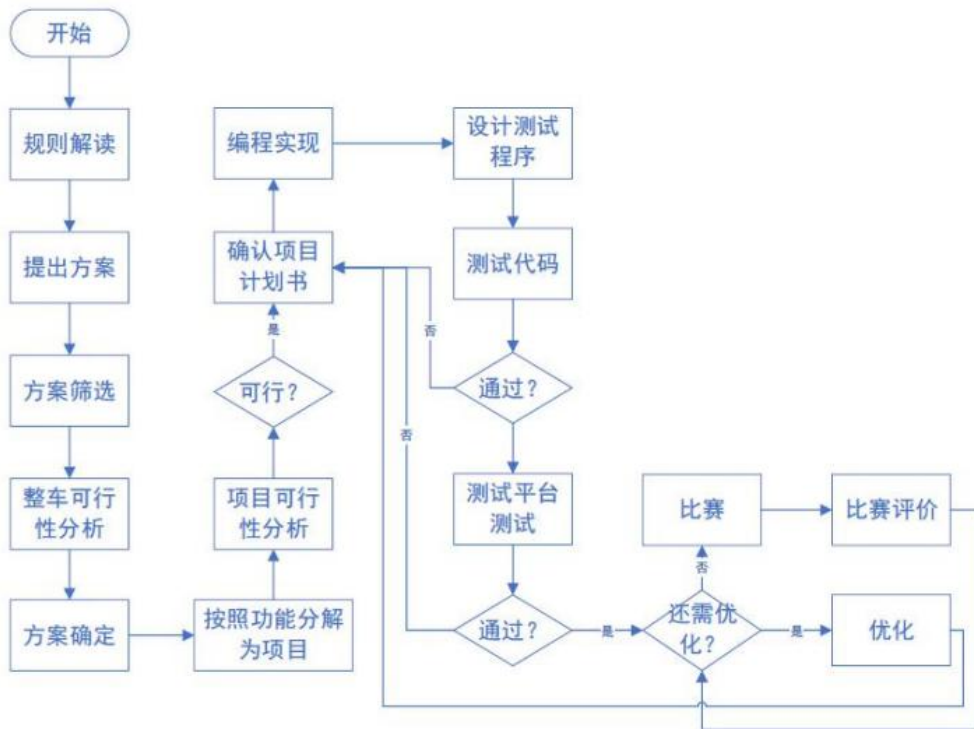 开始
规则解读
提出方案
方案筛选
整车可行
性分析
方案确定
按照功能分解
为项目
项目可行
性分析
可行？
是
确认项目
计划书
编程实现
设计测试
程序
测试代码
通过？
否
测试平台
测试
通过？
否
是
还需优
化？
否
比赛
比赛评价
是
优化